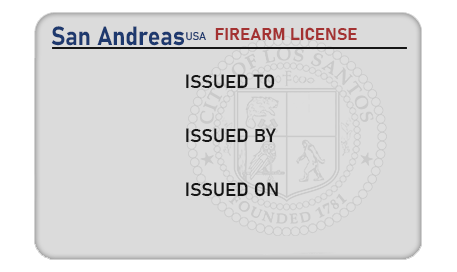 San Andreas USA FIREARM LICENSE
ISSUED TO
ISSUED BY
ISSUED ON
CITY OF LOS SANTOS
FOUNDED 1781